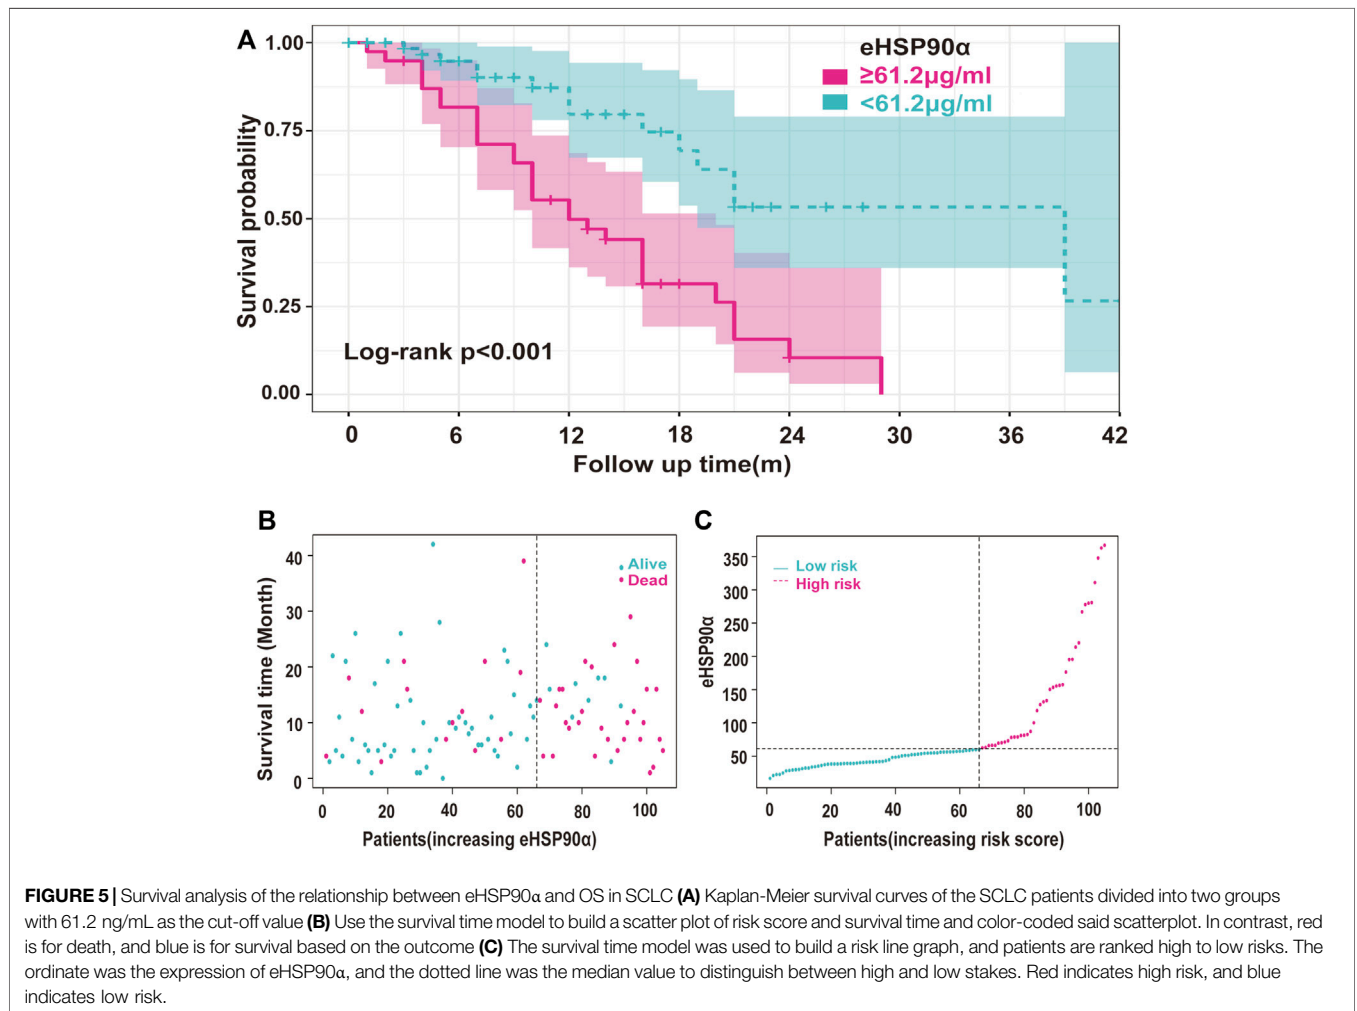 A
eHSP90α
≥61.2µg/ml
<61.2µg/ml
Survival probability
1.00
0.75
0.50
0.25
0.00
Log-rank p<0.001
0 6 12 18 24 30 36 42
Follow up time(m)
B
Survival time (Month)
40
30
20
10
0
Alive
Dead
0 20 40 60 80 100
Patients(increasing eHSP90α)
C
eHSP90α
350
300
250
200
150
100
50
Low risk
High risk
0 20 40 60 80 100
Patients(increasing risk score)
FIGURE 5 | Survival analysis of the relationship between eHSP90α and OS in SCLC (A) Kaplan-Meier survival curves of the SCLC patients divided into two groups
with 61.2 ng/mL as the cut-off value (B) Use the survival time model to build a scatter plot of risk score and survival time and color-coded said scatterplot. In contrast, red
is for death, and blue is for survival based on the outcome (C) The survival time model was used to build a risk line graph, and patients are ranked high to low risks. The
ordinate was the expression of eHSP90α, and the dotted line was the median value to distinguish between high and low stakes. Red indicates high risk, and blue
indicates low risk.